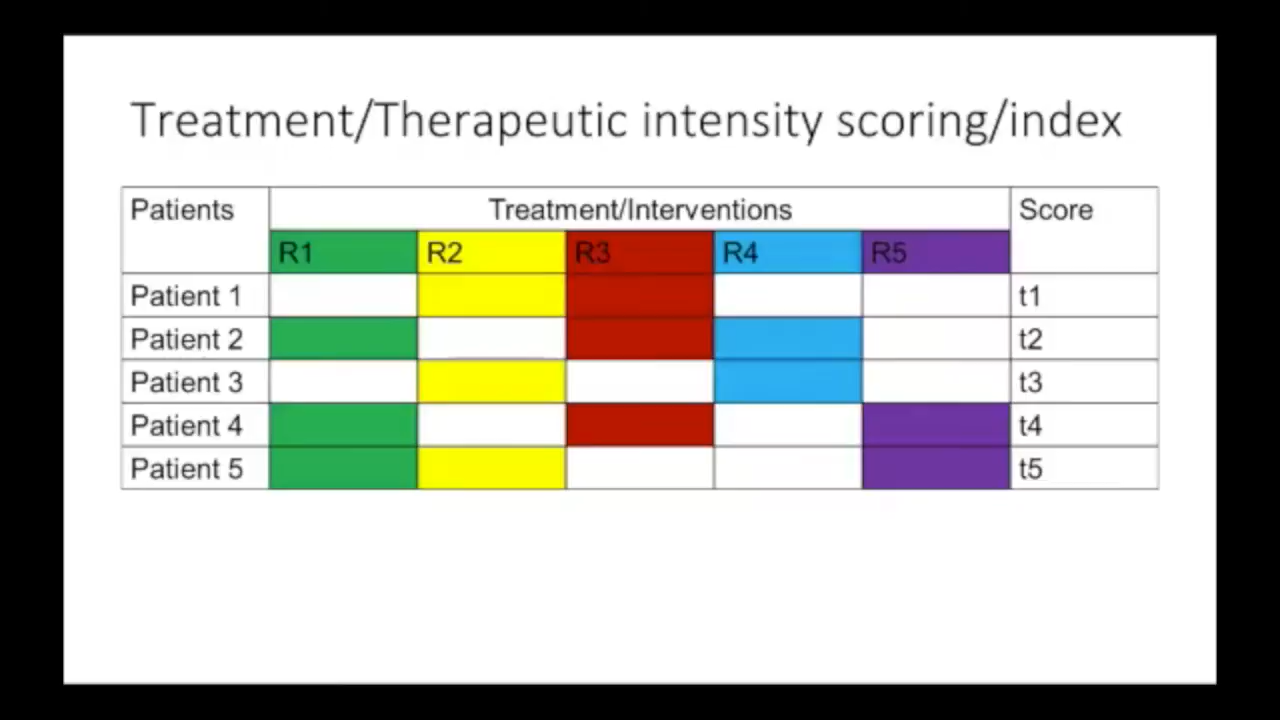 Treatment/Therapeutic intensity scoring/index
Patients Treatment/Interventions Score
R1 R2 R3 R4 R5
Patient 1 t1
Patient 2 t2
Patient 3 t3
Patient 4 t4
Patient 5 t5